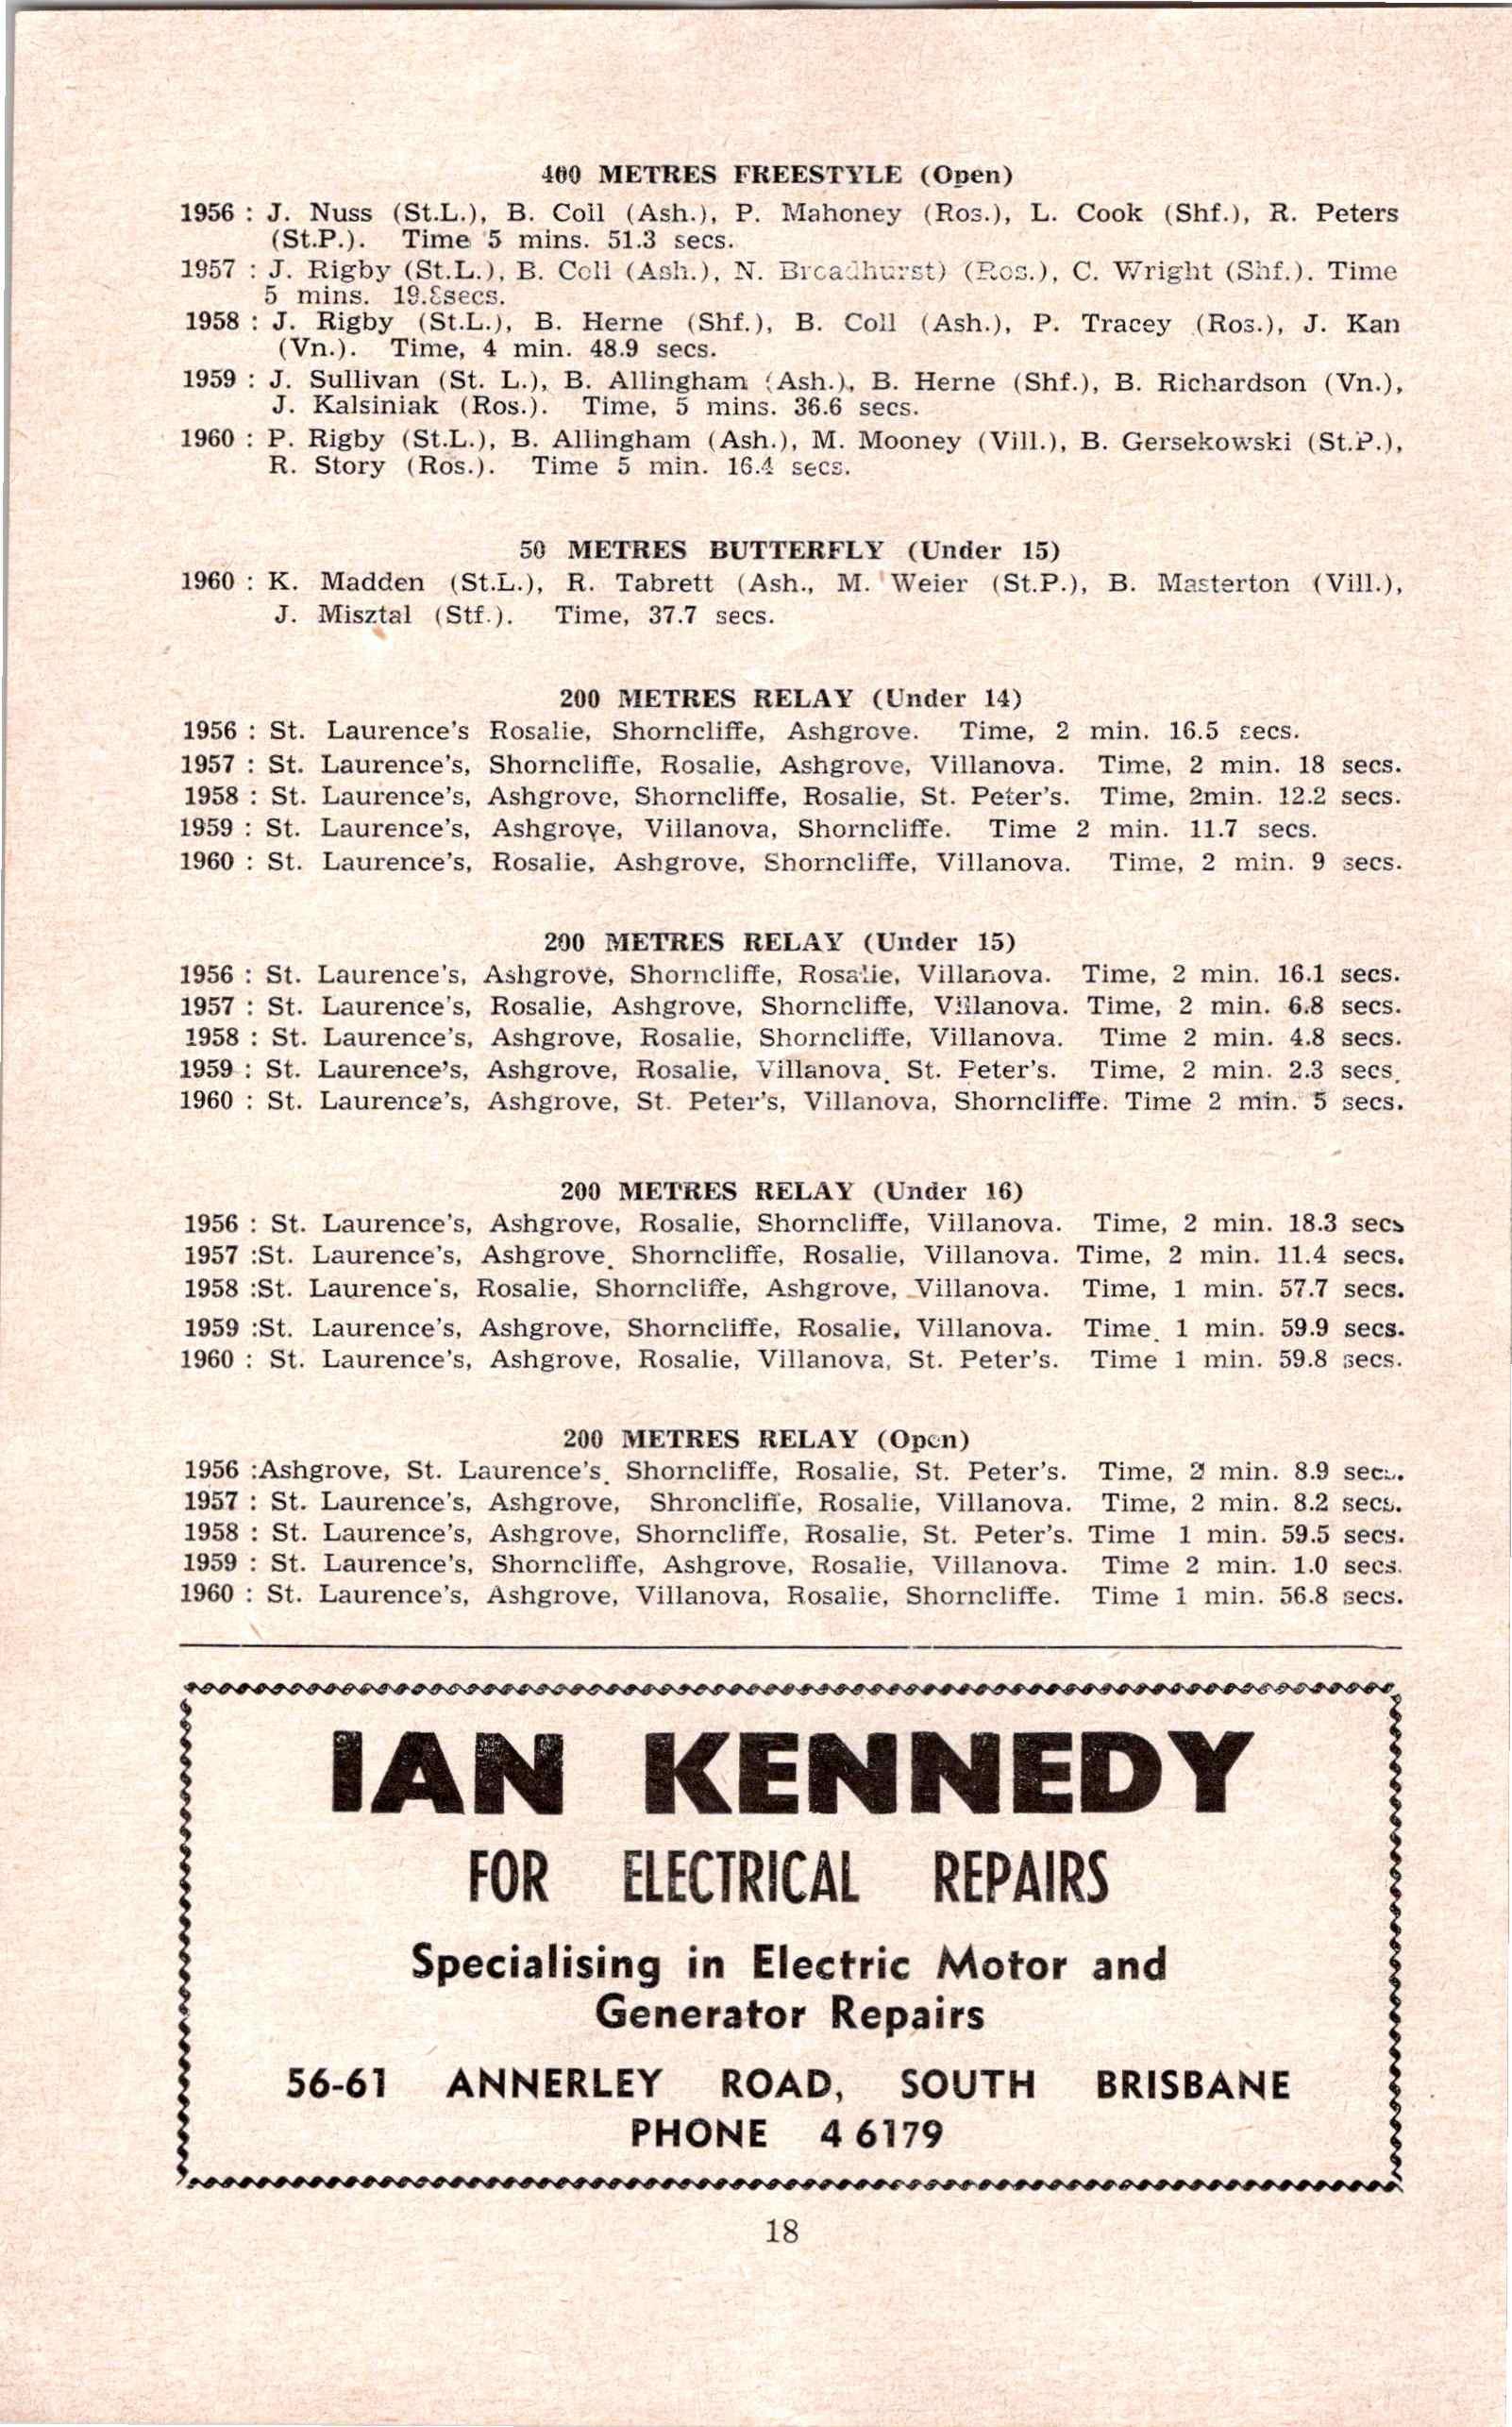 400 METRES FREESTYLE (Open)
1956 : J. Nuss (St.L.), B. Coll (Ash.), P. Mahoney (Ros.), L. Cook (Shf.), R. Peters
(St.P.). Time 5 mins. 51.3 secs.
1957 : J. Rigby (St.L.), B. Coll (Ash.), N. Broadhurst) (Ros.), C. Wright (Shf.). Time
5 mins. secs.
1958 : J. Rigby (St.L.), B. Herne (Shf.), B. Coll (Ash.), P. Tracey (Ros.), J. Kan
(Vn.). Time, 4 min. 48.9 secs.
1959 : J. Sullivan (St. L.), B. Allingham (Ash.), B. Herne (Shf.), B. Richardson (Vn.),
J. Kalsiniak (Ros.). Time, 5 mins. 36.6 secs.
1960 : P. Rigby (St.L.), B. Allingham (Ash.), M. Mooney (Vill.), B. Gersekowski (St.P.),
R. Story (Ros.). Time 5 min. 16.4 secs.
50 METRES BUTTERFLY (Under 15)
1960 : K. Madden (St.L.), R. Tabrett (Ash., M. Weier (St.P.), B. Masterton (Vill.),
J. Misztal (Stf.). Time, 37.7 secs.
200 METRES RELAY (Under 14)
1956 : St. Laurence's Rosalie, Shorncliffe, Ashgrove. Time, 2 min. 16.5 secs.
1957 : St. Laurence's, Shorncliffe, Rosalie, Ashgrove, Villanova. Time, 2 min. 18 secs.
1958 : St. Laurence's, Ashgrove, Shorncliffe, Rosalie, St. Peter's. Time, 2min. 12.2 secs.
1959 : St. Laurence's, Ashgrove, Villanova, Shorncliffe. Time 2 min. 11.7 secs.
1960 : St. Laurence's, Rosalie, Ashgrove, Shorncliffe, Villanova. Time, 2 min. 9 secs.
200 METRES RELAY (Under 15)
1956 : St. Laurence's, Ashgrove, Shorncliffe, Rosalie, Villanova. Time, 2 min. 16.1 secs.
1957 : St. Laurence's, Rosalie, Ashgrove, Shorncliffe, Villanova. Time, 2 min. 6.8 secs.
1958 : St. Laurence's, Ashgrove, Rosalie, Shorncliffe, Villanova. Time 2 min. 4.8 secs.
1959 : St. Laurence's, Ashgrove, Rosalie, Villanova, St. Peter's. Time, 2 min. 2.3 secs.
1960 : St. Laurence's, Ashgrove, St. Peter's, Villanova, Shorncliffe. Time 2 min. 5 secs.
200 METRES RELAY (Under 16)
1956 : St. Laurence's, Ashgrove, Rosalie, Shorncliffe, Villanova. Time, 2 min. 18.3 secs
1957 :St. Laurence's, Ashgrove, Shorncliffe, Rosalie, Villanova. Time, 2 min. 11.4 secs.
1958 :St. Laurence's, Rosalie, Shorncliffe, Ashgrove, Villanova. Time, 1 min. 57.7 secs.
1959 :St. Laurence's, Ashgrove, Shorncliffe, Rosalie, Villanova. Time, 1 min. 59.9 secs.
1960 : St. Laurence's, Ashgrove, Rosalie, Villanova, St. Peter's. Time 1 min. 59.8 secs.
200 METRES RELAY (Open)
1956 :Ashgrove, St. Laurence's, Shorncliffe, Rosalie, St. Peter's. Time, 2 min. 8.9 secs.
1957 : St. Laurence's, Ashgrove, Shroncliffe, Rosalie, Villanova. Time, 2 min. 8.2 secs.
1958 : St. Laurence's, Ashgrove, Shorncliffe, Rosalie, St. Peter's. Time 1 min. 59.5 secs.
1959 : St. Laurence's, Shorncliffe, Ashgrove, Rosalie, Villanova. Time 2 min. 1.0 secs.
1960 : St. Laurence's, Ashgrove, Villanova, Rosalie, Shorncliffe. Time 1 min. 56.8 secs.
IAN KENNEDY
FOR ELECTRICAL REPAIRS
Specialising in Electric Motor and
Generator Repairs
56-61 ANNERLEY ROAD, SOUTH BRISBANE
PHONE 4 6179
18